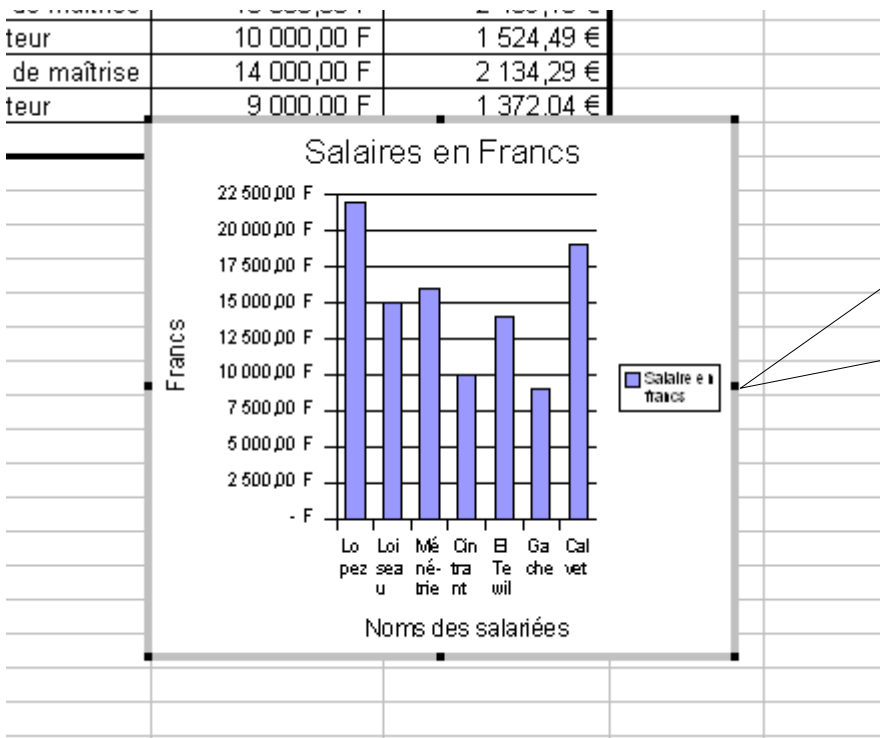 teur 10 000,00 F 1 524,49 €
de maîtrise 14 000,00 F 2 134,29 €
teur 9 000,00 F 1 372,04 €
Salaires en Francs
22 500,00 F
20 000,00 F
17 500,00 F
15 000,00 F
12 500,00 F
10 000,00 F
7 500,00 F
5 000,00 F
2 500,00 F
- F
Francs
Salaire en
francs
Lo Loi Mé Cin El Ga Cal
pez sea né- tra Te che vet
u trie nt wil
Noms des salariées